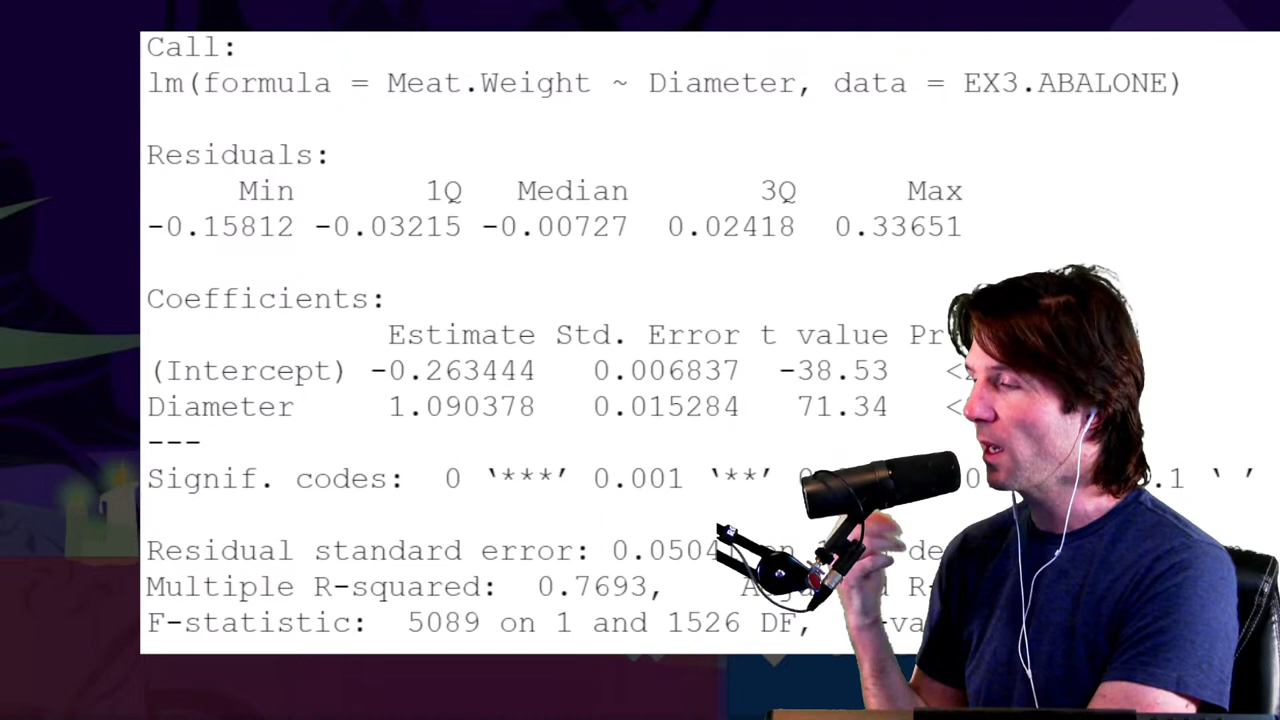 Call:
lm(formula = Meat.Weight ~ Diameter, data = EX3.ABALONE)
Residuals:
Min 1Q Median 3Q Max
-0.15812 -0.03215 -0.00727 0.02418 0.33651
Coefficients:
Estimate Std. Error t value
(Intercept) -0.263444 0.006837 -38.53
Diameter 1.090378 0.015284 71.34
---
Signif. codes: 0 ‘***’ 0.001 ‘**’ ‘ ’
Residual standard error:
Multiple R-squared: 0.7693,
F-statistic: 5089 on 1 and 1526 DF,